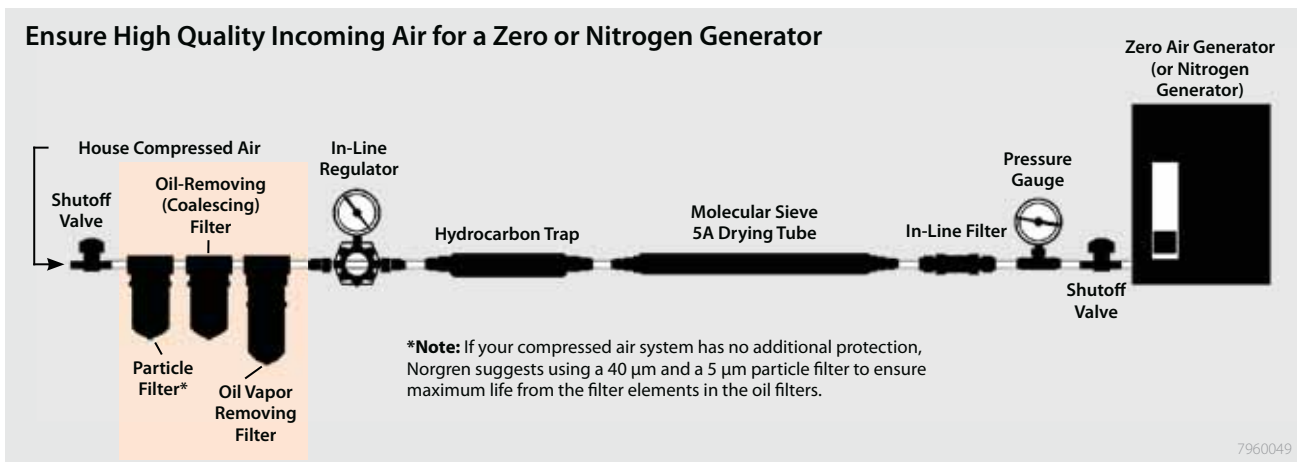 Ensure High Quality Incoming Air for a Zero or Nitrogen Generator
Zero Air Generator
(or Nitrogen
Generator)
House Compressed Air
Shutoff
Valve
Oil-Removing
(Coalescing)
Filter
In-Line
Regulator
Hydrocarbon Trap
Molecular Sieve
5A Drying Tube
In-Line Filter
Pressure
Gauge
Shutoff
Valve
Particle
Filter*
Oil Vapor
Removing
Filter
*Note: If your compressed air system has no additional protection,
Norgren suggests using a 40 μm and a 5 μm particle filter to ensure
maximum life from the filter elements in the oil filters.
7960049